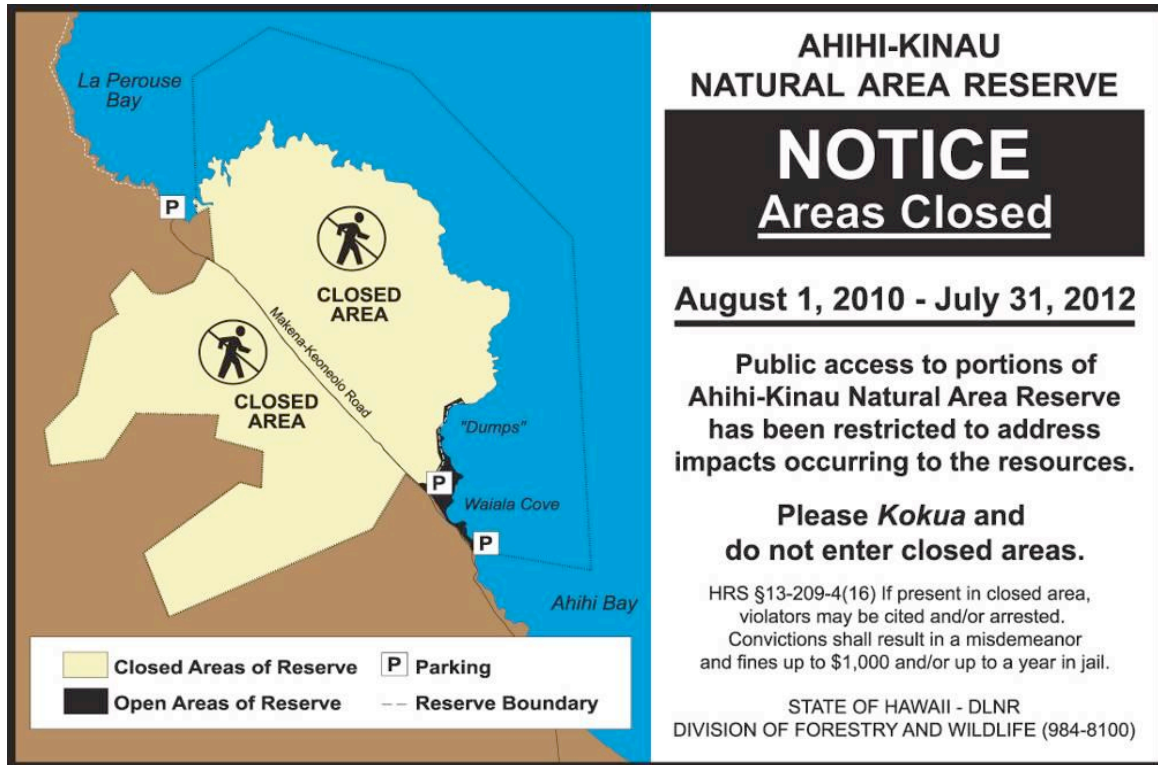 La Perouse
Bay
P
CLOSED
AREA
Makena-Keoneolo Road
CLOSED
AREA
"Dumps"
P
Waiala Cove
P
Ahihi Bay
Closed Areas of Reserve
P Parking
Open Areas of Reserve
Reserve Boundary
AHIHI-KINAU
NATURAL AREA RESERVE
NOTICE
Areas Closed
August 1, 2010 - July 31, 2012
Public access to portions of
Ahihi-Kinau Natural Area Reserve
has been restricted to address
impacts occurring to the resources.
Please Kokua and
do not enter closed areas.
HRS §13-209-4(16) If present in closed area,
violators may be cited and/or arrested.
Convictions shall result in a misdemeanor
and fines up to $1,000 and/or up to a year in jail.
STATE OF HAWAII - DLNR
DIVISION OF FORESTRY AND WILDLIFE (984-8100)